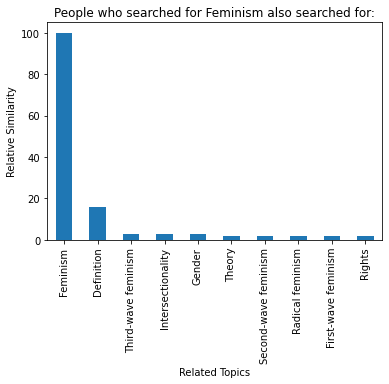 People who searched for Feminism also searched for:
Relative Similarity
100
80
60
40
20
0
Feminism
Definition
Third-wave feminism
Intersectionality
Gender
Theory
Second-wave feminism
Radical feminism
First-wave feminism
Rights
Related Topics